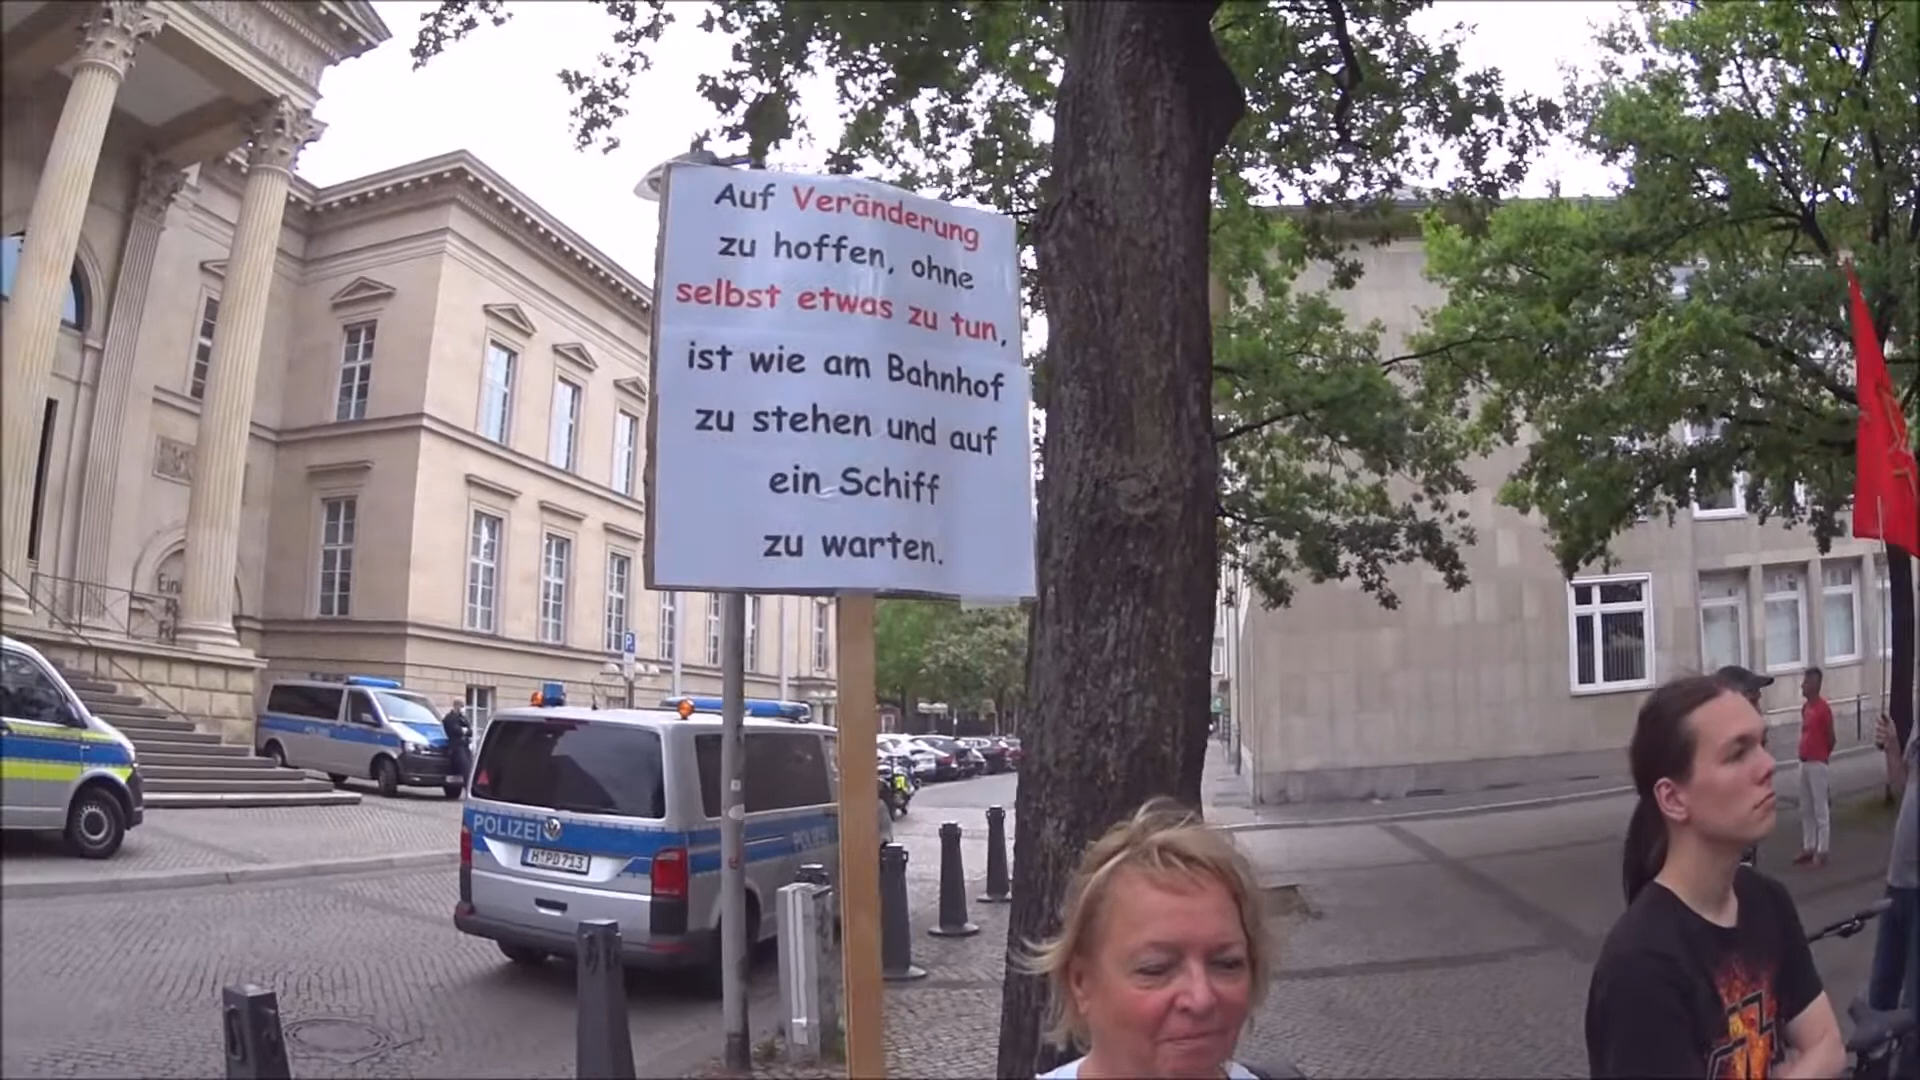 Auf Veränderung
zu hoffen, ohne
selbst etwas zu tun,
ist wie am Bahnhof
zu stehen und auf
ein Schiff
zu warten.
P
POLIZEI
H PD 713
POLIZEI